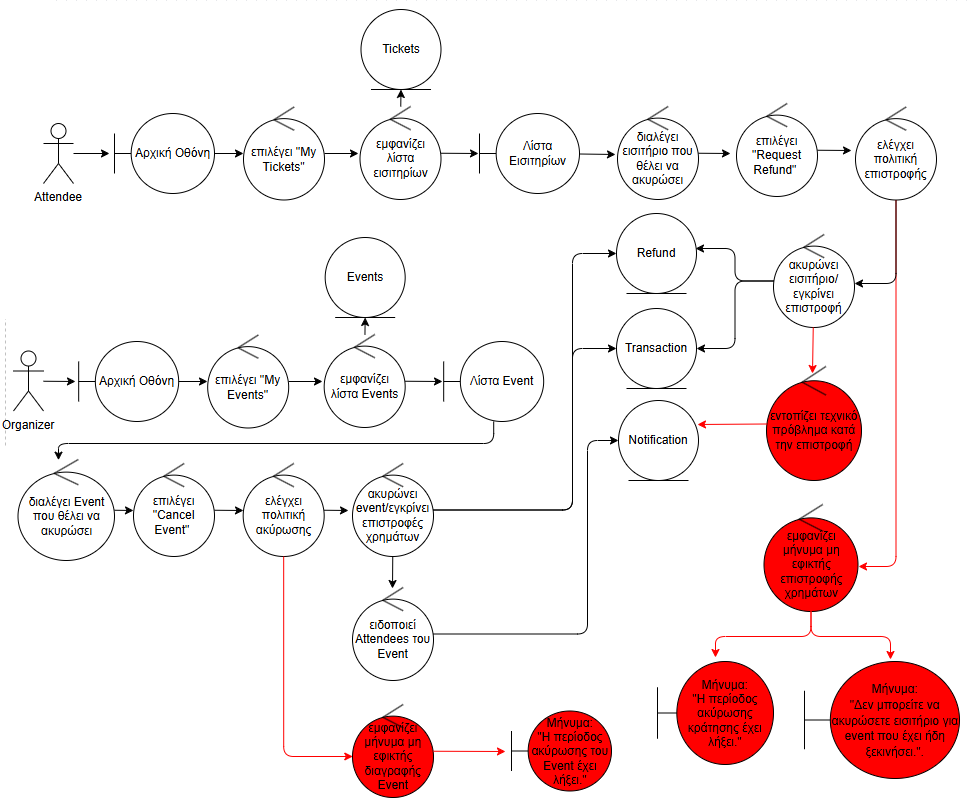 Tickets
Attendee
Αρχική Οθόνη
επιλέγει "My
Tickets"
εμφανίζει
λίστα
εισιτηρίων
Λίστα
Εισιτηρίων
διαλέγει
εισιτήριο που
θέλει να
ακυρώσει
επιλέγει
"Request
Refund"
ελέγχει
πολιτική
επιστροφής
Refund
ακυρώνει
εισιτήριο/
εγκρίνει
επιστροφή
Events
Transaction
Organizer
Αρχική Οθόνη
επιλέγει "My
Events"
εμφανίζει
λίστα Events
Λίστα Event
Notification
εντοπίζει τεχνικό
πρόβλημα κατά
την επιστροφή
διαλέγει Event
που θέλει να
ακυρώσει
επιλέγει
"Cancel
Event"
ελέγχει
πολιτική
ακύρωσης
ακυρώνει
event/εγκρίνει
επιστροφές
χρημάτων
εμφανίζει
μήνυμα μη
εφικτής
επιστροφής
χρημάτων
ειδοποιεί
Attendees του
Event
Μήνυμα:
"Η περίοδος
ακύρωσης
κράτησης έχει
λήξει."
Μήνυμα:
"Δεν μπορείτε να
ακυρώσετε εισιτήριο για
event που έχει ήδη
ξεκινήσει.".
εμφανίζει
μήνυμα μη
εφικτής
διαγραφής
Event
Μήνυμα:
"Η περίοδος
ακύρωσης του
Event έχει
λήξει."